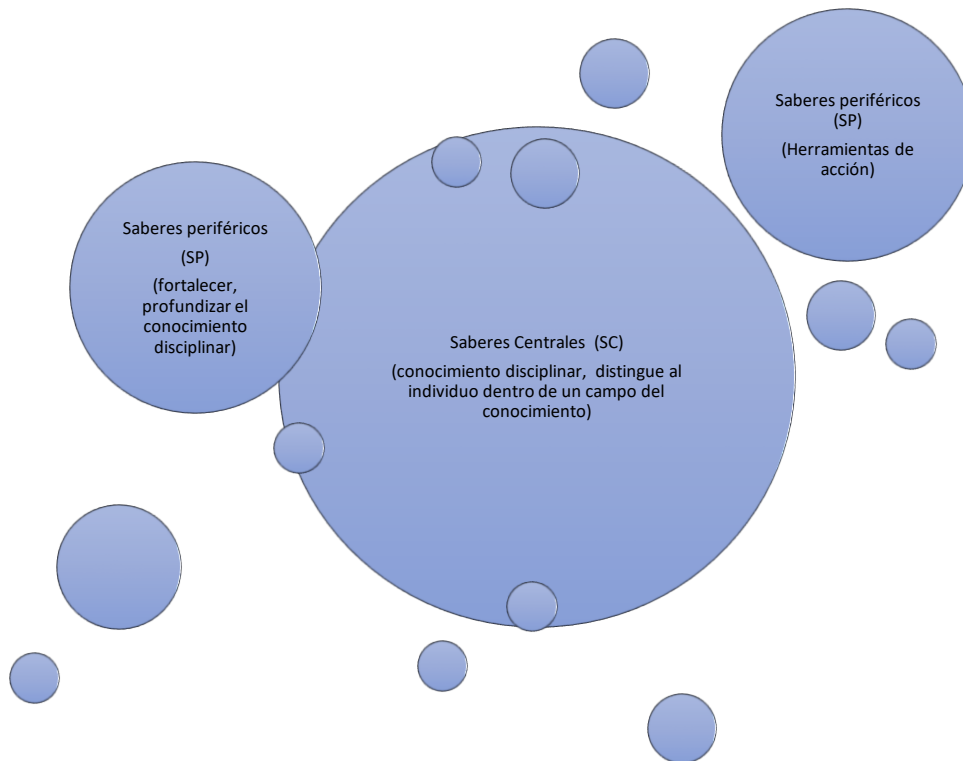 Saberes periféricos
(SP)
(Herramientas de
acción)
Saberes periféricos
(SP)
(fortalecer,
profundizar el
conocimiento
disciplinar)
Saberes Centrales (SC)
(conocimiento disciplinar, distingue al
individuo dentro de un campo del
conocimiento)